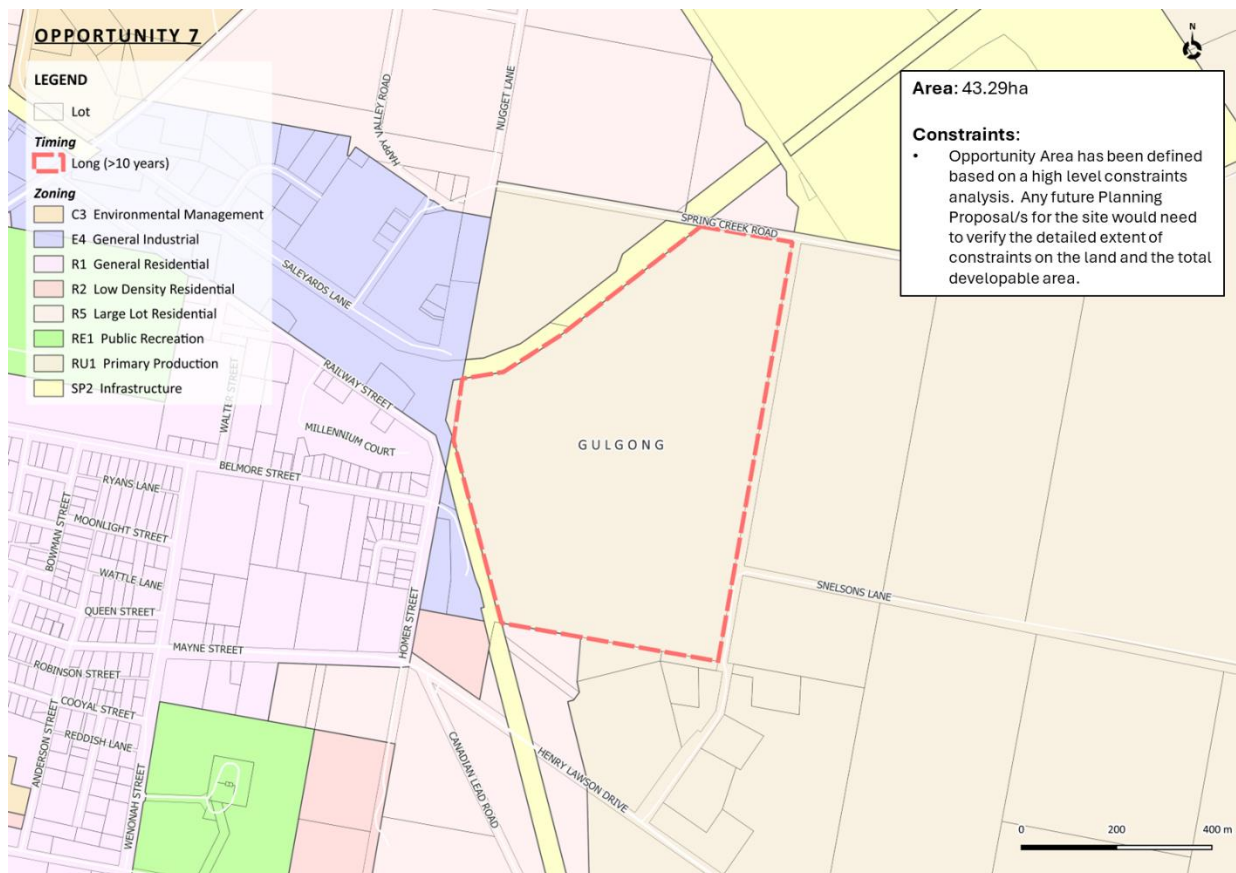 OPPORTUNITY 7
LEGEND
Lot
Timing
Long (>10 years)
Zoning
C3 Environmental Management
E4 General Industrial
R1 General Residential
R2 Low Density Residential
R5 Large Lot Residential
RE1 Public Recreation
RU1 Primary Production
SP2 Infrastructure
N
Area: 43.29ha
Constraints:
• Opportunity Area has been defined
based on a high level constraints
analysis. Any future Planning
Proposal/s for the site would need
to verify the detailed extent of
constraints on the land and the total
developable area.
HAPPY VALLEY ROAD
NUGGET LANE
SPRING CREEK ROAD
SALEYARDS LANE
RAILWAY STREET
WALTER STREET
MILLENNIUM COURT
GULGONG
BELMORE STREET
RYANS LANE
BOWMAN STREET
MOONLIGHT STREET
WATTLE LANE
QUEEN STREET
SNELSONS LANE
HOMER STREET
MAYNE STREET
ROBINSON STREET
COOYAL STREET
REDDISH LANE
ANDERSON STREET
WENONAH STREET
CANADIAN LEAD ROAD
HENRY LAWSON DRIVE
0 200 400 m